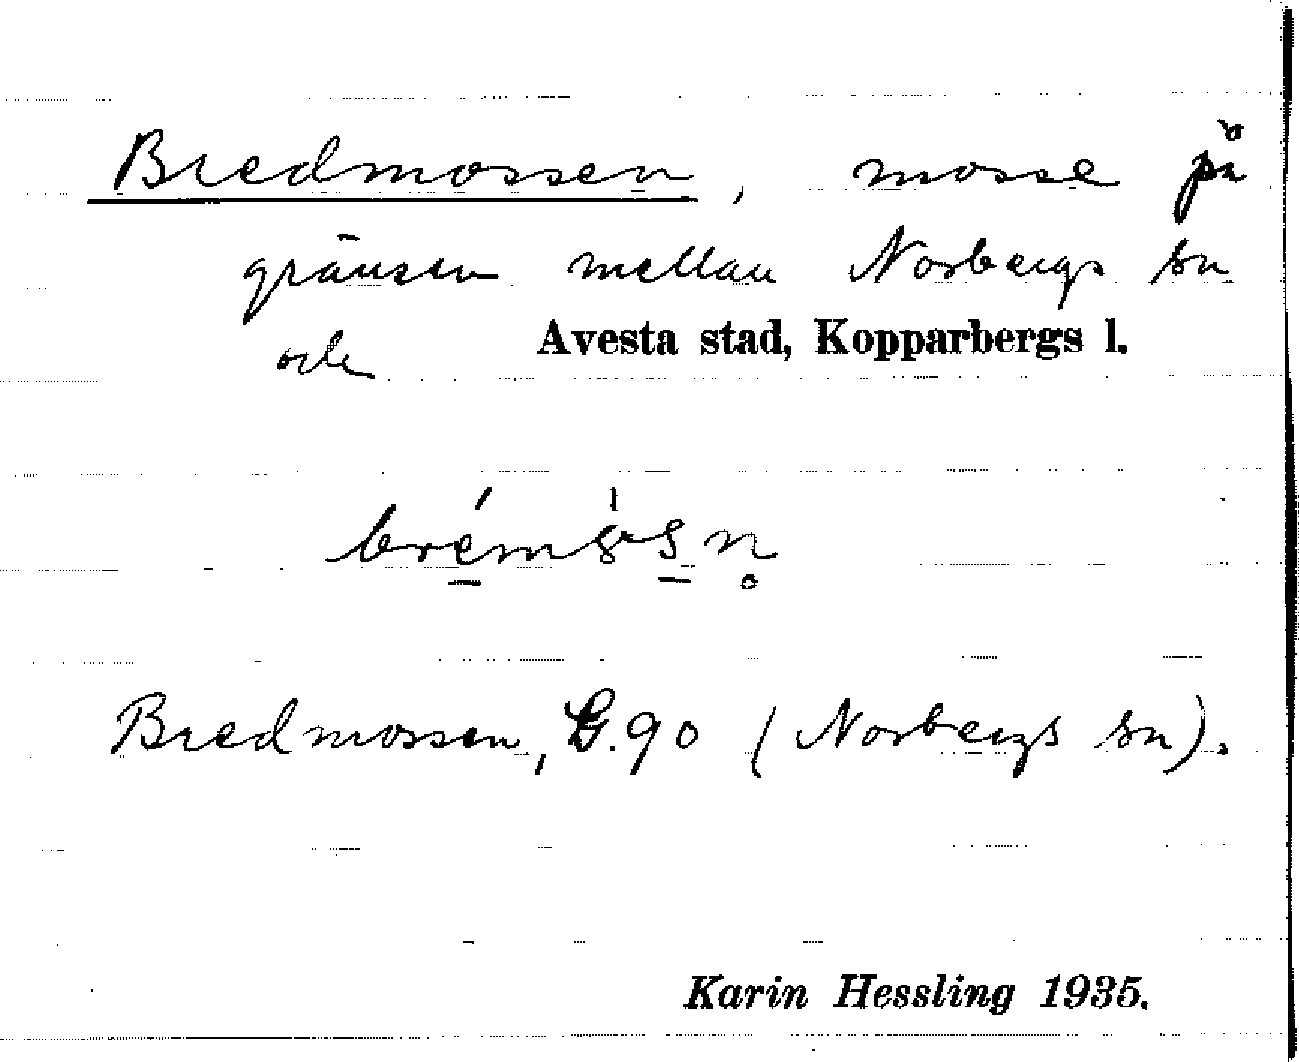 Bredmossen, mosse på
gränsen mellan Norbergs sn
och Avesta stad, Kopparbergs l.
Bredmossen, G.90 (Norbergs sn).
Karin Hessling 1935.